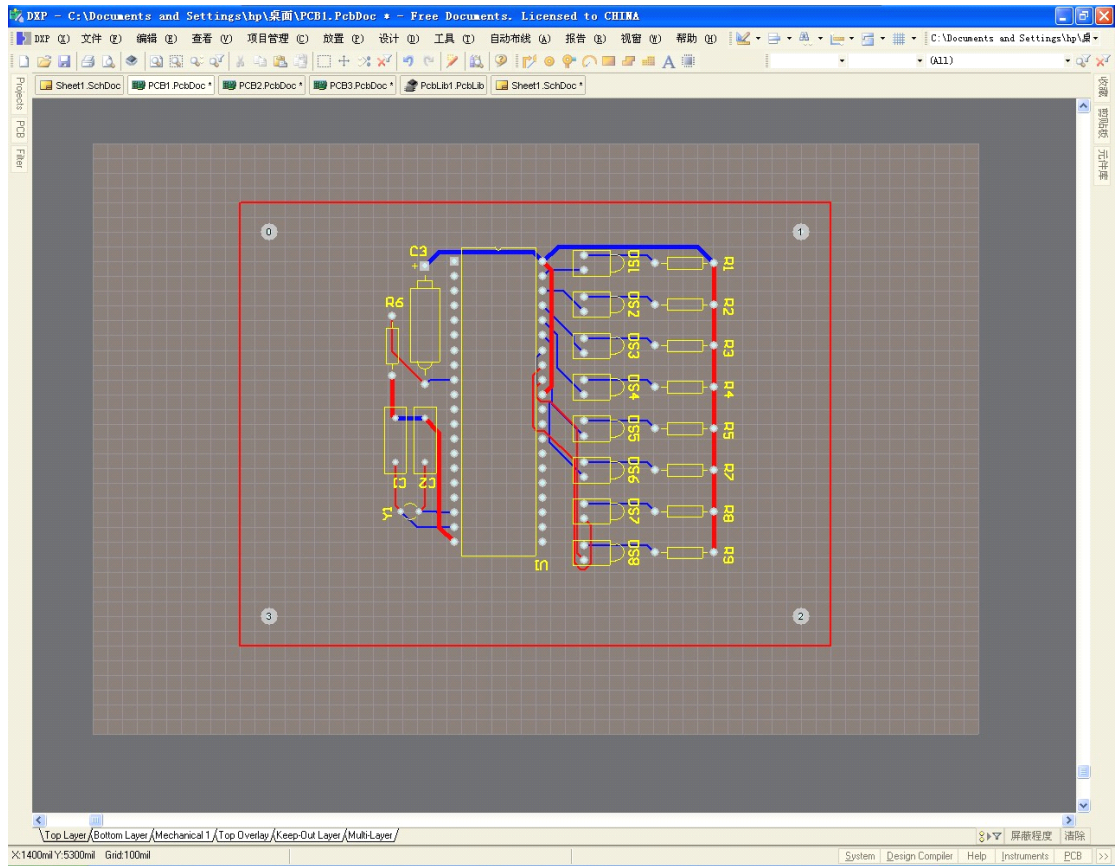 DXP - C:\Documents and Settings\hp\桌面\PCB1.PcbDoc * - Free Documents. Licensed to CHINA
DXP (X) 文件 (F) 编辑 (E) 查看 (V) 项目管理 (C) 放置 (P) 设计 (D) 工具 (T) 自动布线 (A) 报告 (R) 视窗 (W) 帮助 (H) C:\Documents and Settings\hp\桌
(All)
Sheet1.SchDoc PCB1.PcbDoc * PCB2.PcbDoc * PCB3.PcbDoc * PcbLib1.PcbLib Sheet1.SchDoc *
Projects
PCB
Filter
收藏
剪贴板
元件库
0
1
C3
+
DS1
R1
R6
DS2
R2
DS3
R3
DS4
R4
DS5
R5
C1
C2
DS6
R7
Y1
DS7
R8
U
DS8
R9
3
2
Top Layer Bottom Layer Mechanical 1 Top Overlay Keep-Out Layer Multi-Layer
屏蔽程度 清除
X:1400mil Y:5300mil Grid:100mil
System Design Compiler Help Instruments PCB >>